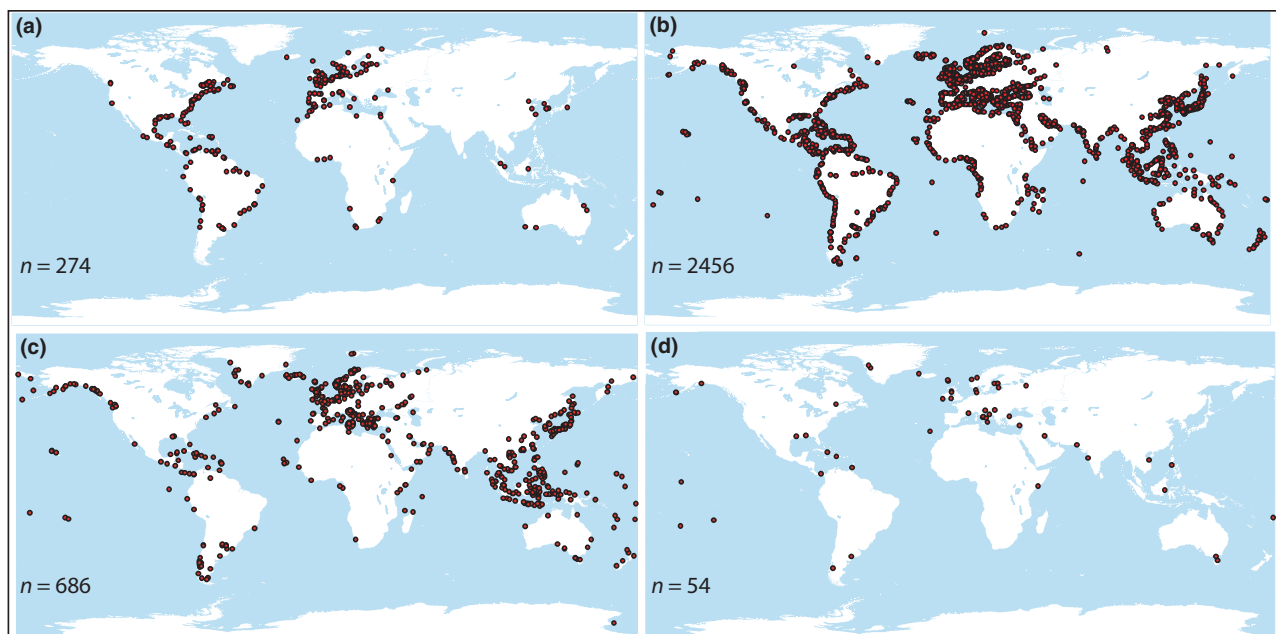 (a)
(b)
n = 274
n = 2456
(c)
(d)
n = 686
n = 54